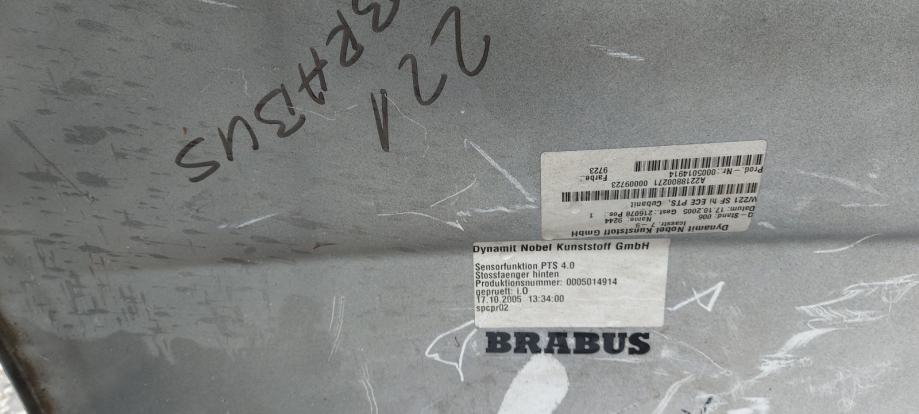 221
BRABUS
Dynamit Nobel Kunststoff GmbH
Q-Stand: 006 Name: 9244
Datum: 17.10.2005 Gest.:216078 Pos.: 1
W221 SF hi ECE PTS, Cubanit
A2218800271 00009723
Farbe.:
9723
Prod.-Nr.:0005014914
Dynamit Nobel Kunststoff GmbH
Sensorfunktion PTS 4.0
Stossfaenger hinten
Produktionsnummer: 0005014914
geprueft: i.O
17.10.2005 13:34:00
spcpr02
BRABUS